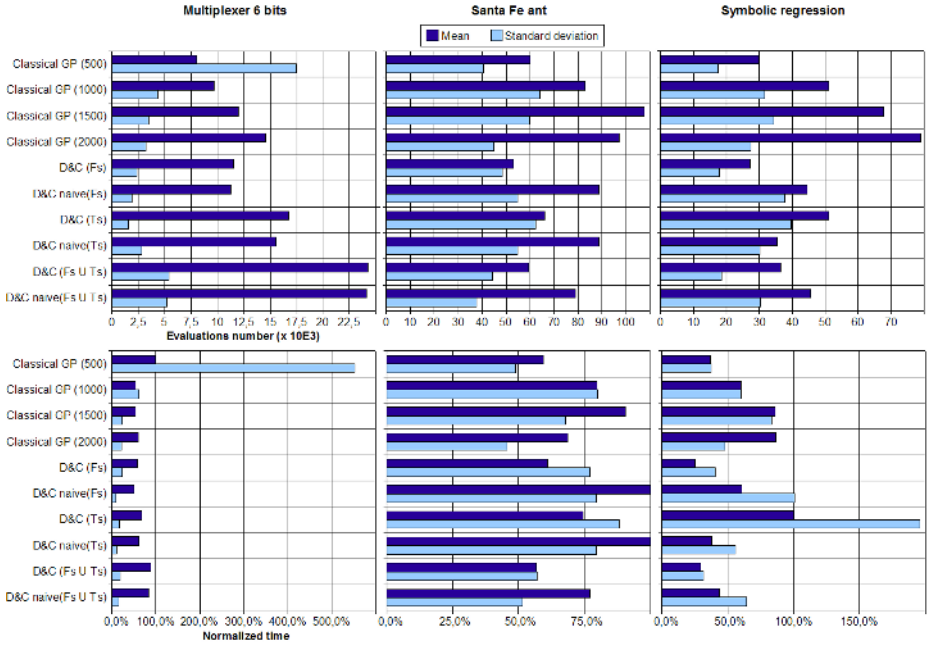 Multiplexer 6 bits
Santa Fe ant
Symbolic regression
Mean
Standard deviation
Classical GP (500)
Classical GP (1000)
Classical GP (1500)
Classical GP (2000)
D&C (Fs)
D&C naive(Fs)
D&C (Ts)
D&C naive(Ts)
D&C (Fs U Ts)
D&C naive(Fs U Ts)
0 2,5 5 7,5 10 12,5 15 17,5 20 22,5
0 10 20 30 40 50 60 70 80 90 100
0 10 20 30 40 50 60 70
Evaluations number (x 10E3)
Classical GP (500)
Classical GP (1000)
Classical GP (1500)
Classical GP (2000)
D&C (Fs)
D&C naive(Fs)
D&C (Ts)
D&C naive(Ts)
D&C (Fs U Ts)
D&C naive(Fs U Ts)
0,0% 100,0% 200,0% 300,0% 400,0% 500,0%
0,0% 25,0% 50,0% 75,0%
0,0% 50,0% 100,0% 150,0%
Normalized time